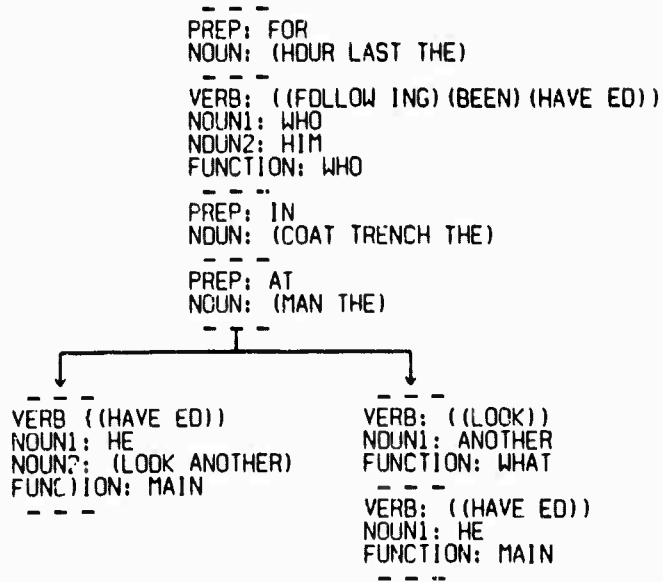 PREP: FOR
NOUN: (HOUR LAST THE)
VERB: ((FOLLOW ING)(BEEN)(HAVE ED))
NOUN1: WHO
NOUN2: HIM
FUNCTION: WHO
PREP: IN
NOUN: (COAT TRENCH THE)
PREP: AT
NOUN: (MAN THE)
VERB ((HAVE ED))
NOUN1: HE
NOUN2: (LOOK ANOTHER)
FUNCTION: MAIN
VERB: ((LOOK))
NOUN1: ANOTHER
FUNCTION: WHAT
VERB: ((HAVE ED))
NOUN1: HE
FUNCTION: MAIN